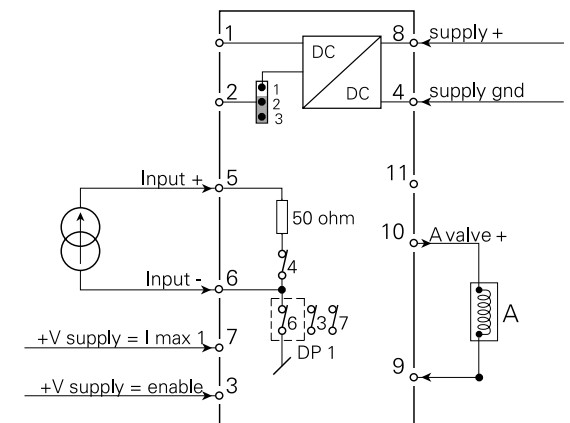 1
DC
8
supply +
2
1
2
3
DC
4
supply gnd
Input +
5
11
50 ohm
10
A valve +
4
Input -
6
A
6
3
7
+V supply = I max 1
7
DP 1
9
+V supply = enable
3